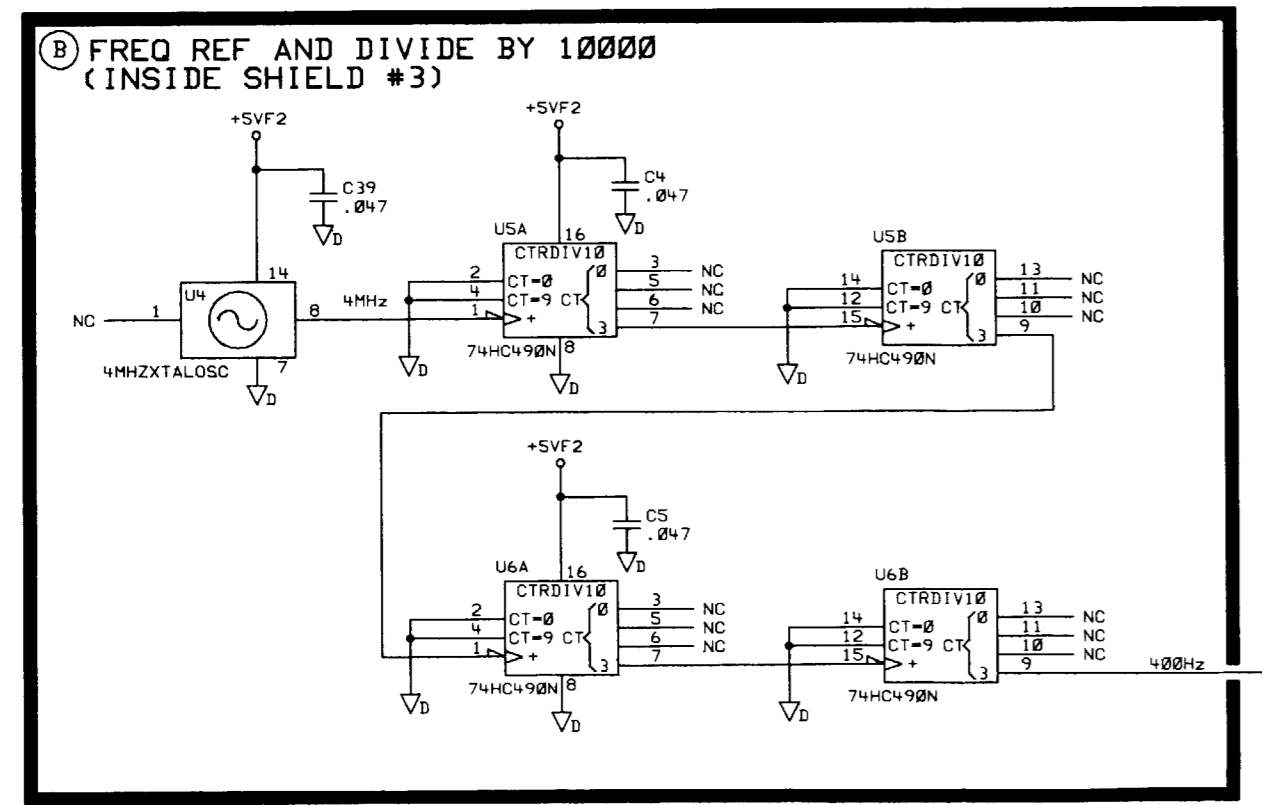 B FREQ REF AND DIVIDE BY 10000
(INSIDE SHIELD #3)
+5VF2
+5VF2
C39
.047
D
C4
.047
D
14
U4
NC 1
8
4MHz
7
4MHZXTALOSC
D
U5A
16
CTRDIV10
2 CT=0
4 CT=9 CT
1 +
0
3
3 NC
5 NC
6 NC
7
74HC490N
8
D
D
U5B
CTRDIV10
14 CT=0
12 CT=9 CT
15 +
0
3
13 NC
11 NC
10 NC
9
74HC490N
D
+5VF2
C5
.047
D
U6A
16
CTRDIV10
2 CT=0
4 CT=9 CT
1 +
0
3
3 NC
5 NC
6 NC
7
74HC490N
8
D
D
U6B
CTRDIV10
14 CT=0
12 CT=9 CT
15 +
0
3
13 NC
11 NC
10 NC
9
400Hz
74HC490N
D